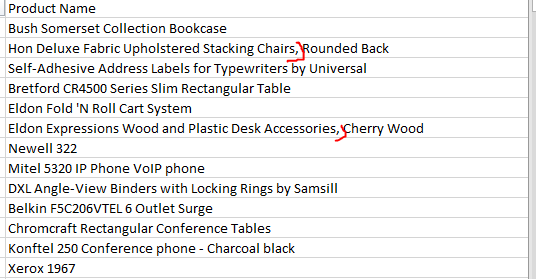 Product Name
Bush Somerset Collection Bookcase
Hon Deluxe Fabric Upholstered Stacking Chairs, Rounded Back
Self-Adhesive Address Labels for Typewriters by Universal
Bretford CR4500 Series Slim Rectangular Table
Eldon Fold 'N Roll Cart System
Eldon Expressions Wood and Plastic Desk Accessories, Cherry Wood
Newell 322
Mitel 5320 IP Phone VoIP phone
DXL Angle-View Binders with Locking Rings by Samsill
Belkin F5C206VTEL 6 Outlet Surge
Chromcraft Rectangular Conference Tables
Konftel 250 Conference phone - Charcoal black
Xerox 1967